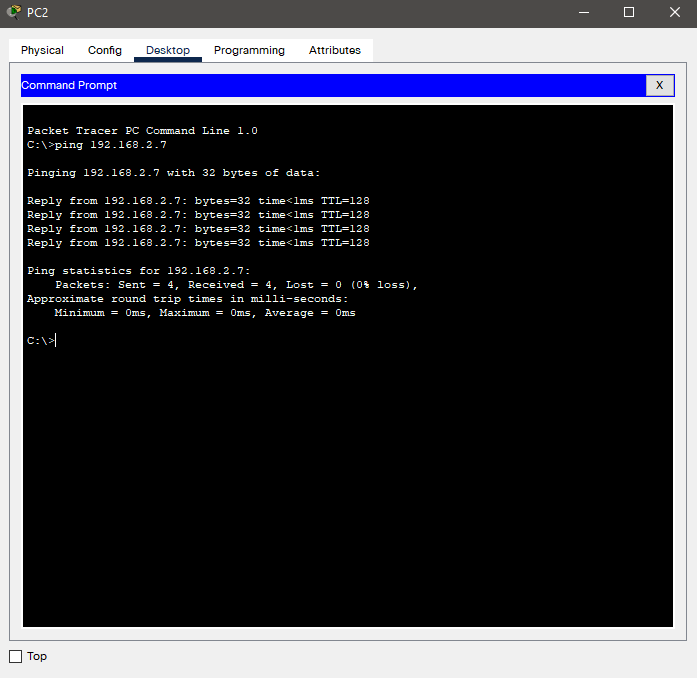 PC2
Physical Config Desktop Programming Attributes
Command Prompt X
Packet Tracer PC Command Line 1.0
C:\>ping 192.168.2.7
Pinging 192.168.2.7 with 32 bytes of data:
Reply from 192.168.2.7: bytes=32 time<1ms TTL=128
Reply from 192.168.2.7: bytes=32 time<1ms TTL=128
Reply from 192.168.2.7: bytes=32 time<1ms TTL=128
Reply from 192.168.2.7: bytes=32 time<1ms TTL=128
Ping statistics for 192.168.2.7:
    Packets: Sent = 4, Received = 4, Lost = 0 (0% loss),
Approximate round trip times in milli-seconds:
    Minimum = 0ms, Maximum = 0ms, Average = 0ms
C:\>
Top